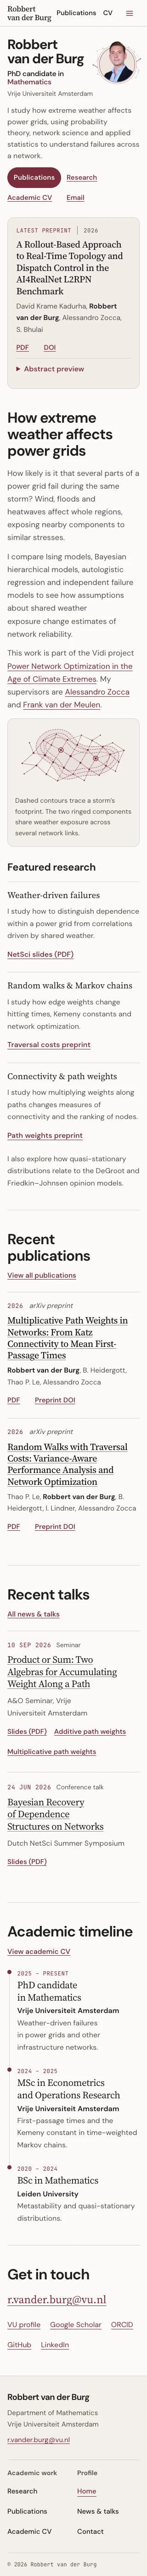 Robbert
van der Burg
Publications
CV
Robbert
van der Burg
PhD candidate in
Mathematics
Vrije Universiteit Amsterdam
I study how extreme weather affects
power grids, using probability
theory, network science and applied
statistics to understand failures across
a network.
Publications
Research
Academic CV
Email
LATEST PREPRINT | 2026
A Rollout-Based Approach
to Real-Time Topology and
Dispatch Control in the
AI4RealNet L2RPN
Benchmark
David Krame Kadurha, Robbert
van der Burg, Alessandro Zocca,
S. Bhulai
PDF
DOI
▶ Abstract preview
How extreme
weather affects
power grids
How likely is it that several parts of a
power grid fail during the same
storm? Wind, floods and
heatwaves affect whole regions,
exposing nearby components to
similar stresses.
I compare Ising models, Bayesian
hierarchical models, autologistic
regression and independent failure
models to see how assumptions
about shared weather
exposure change estimates of
network reliability.
This work is part of the Vidi project
Power Network Optimization in the
Age of Climate Extremes. My
supervisors are Alessandro Zocca
and Frank van der Meulen.
Dashed contours trace a storm's
footprint. The two ringed components
share weather exposure across
several network links.
Featured research
Weather-driven failures
I study how to distinguish dependence
within a power grid from correlations
driven by shared weather.
NetSci slides (PDF)
Random walks & Markov chains
I study how edge weights change
hitting times, Kemeny constants and
network optimization.
Traversal costs preprint
Connectivity & path weights
I study how multiplying weights along
paths changes measures of
connectivity and the ranking of nodes.
Path weights preprint
I also explore how quasi-stationary
distributions relate to the DeGroot and
Friedkin–Johnsen opinion models.
Recent
publications
View all publications
2026 arXiv preprint
Multiplicative Path Weights in
Networks: From Katz
Connectivity to Mean First-
Passage Times
Robbert van der Burg, B. Heidergott,
Thao P. Le, Alessandro Zocca
PDF
Preprint DOI
2026 arXiv preprint
Random Walks with Traversal
Costs: Variance-Aware
Performance Analysis and
Network Optimization
Thao P. Le, Robbert van der Burg, B.
Heidergott, I. Lindner, Alessandro Zocca
PDF
Preprint DOI
Recent talks
All news & talks
10 SEP 2026 Seminar
Product or Sum: Two
Algebras for Accumulating
Weight Along a Path
A&O Seminar, Vrije
Universiteit Amsterdam
Slides (PDF)
Additive path weights
Multiplicative path weights
24 JUN 2026 Conference talk
Bayesian Recovery
of Dependence
Structures on Networks
Dutch NetSci Summer Symposium
Slides (PDF)
Academic timeline
View academic CV
2025 – PRESENT
PhD candidate
in Mathematics
Vrije Universiteit Amsterdam
Weather-driven failures
in power grids and other
infrastructure networks.
2024 – 2025
MSc in Econometrics
and Operations Research
Vrije Universiteit Amsterdam
First-passage times and the
Kemeny constant in time-weighted
Markov chains.
2020 – 2024
BSc in Mathematics
Leiden University
Metastability and quasi-stationary
distributions.
Get in touch
r.vander.burg@vu.nl
VU profile
Google Scholar
ORCID
GitHub
LinkedIn
Robbert van der Burg
Department of Mathematics
Vrije Universiteit Amsterdam
r.vander.burg@vu.nl
Academic work
Profile
Research
Home
Publications
News & talks
Academic CV
Contact
© 2026 Robbert van der Burg